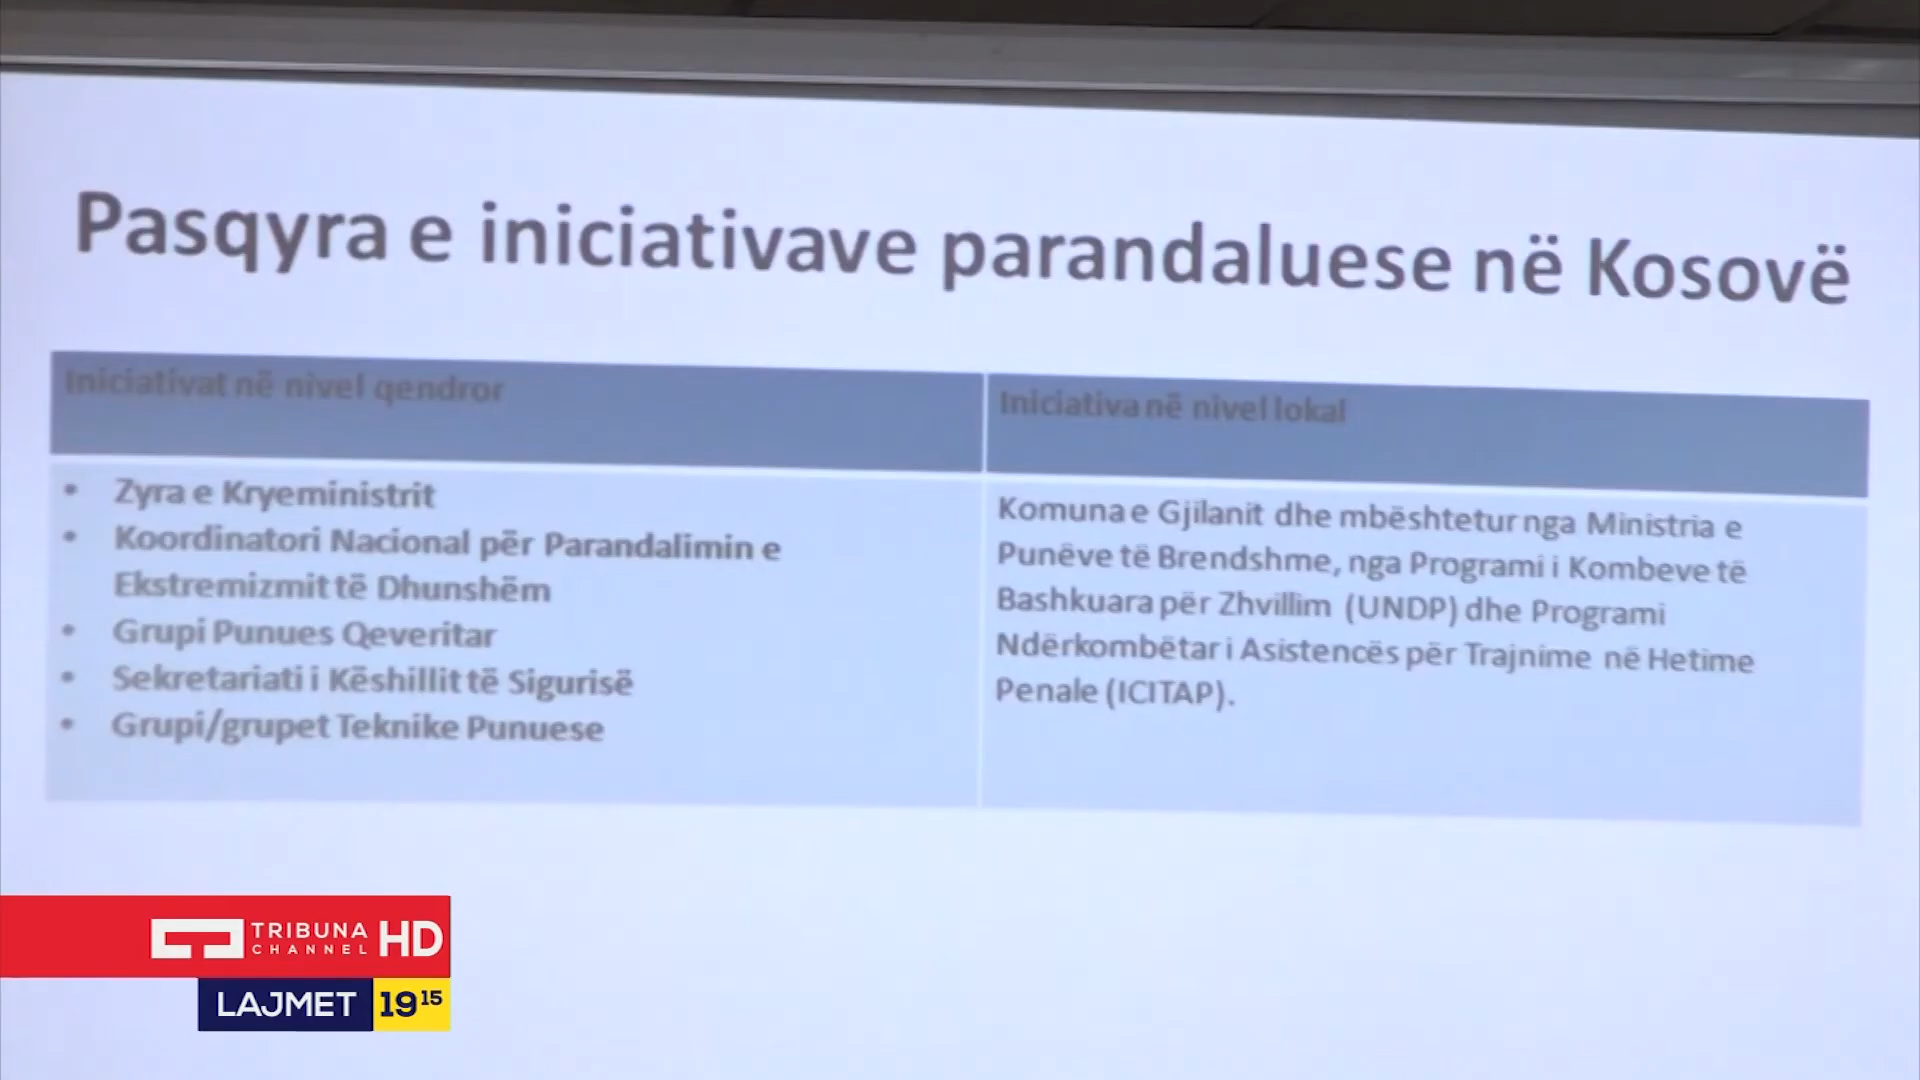 Pasqyra e iniciativave parandaluese në Kosovë
Iniciativat në nivel qendror
• Zyra e Kryeministrit
• Koordinatori Nacional për Parandalimin e
Ekstremizmit të Dhunshëm
• Grupi Punues Qeveritar
• Sekretariati i Këshillit të Sigurisë
• Grupi/grupet Teknike Punuese
Iniciativa në nivel lokal
Komuna e Gjilanit dhe mbështetur nga Ministria e
Punëve të Brendshme, nga Programi i Kombeve të
Bashkuara për Zhvillim (UNDP) dhe Programi
Ndërkombëtar i Asistencës për Trajnime në Hetime
Penale (ICITAP).
TRIBUNA
CHANNEL
HD
LAJMET 19 15